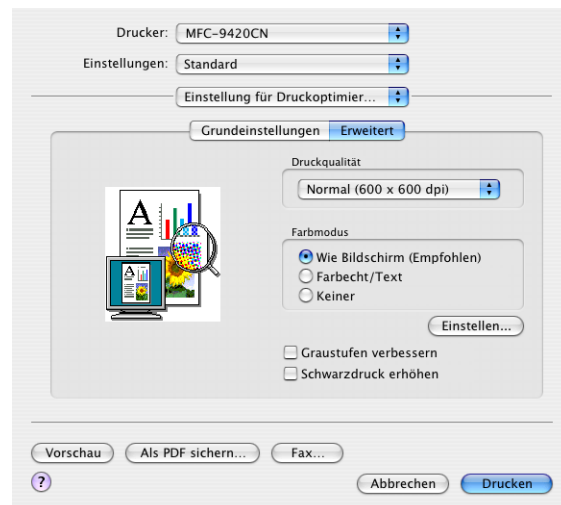 Drucker: MFC-9420CN
Einstellungen: Standard
Einstellung für Druckoptimier...
Grundeinstellungen Erweitert
Druckqualität
Normal (600 x 600 dpi)
Farbmodus
Wie Bildschirm (Empfohlen)
Farbecht/Text
Keiner
Einstellen...
Graustufen verbessern
Schwarzdruck erhöhen
A
A
Vorschau Als PDF sichern... Fax...
? Abbrechen Drucken